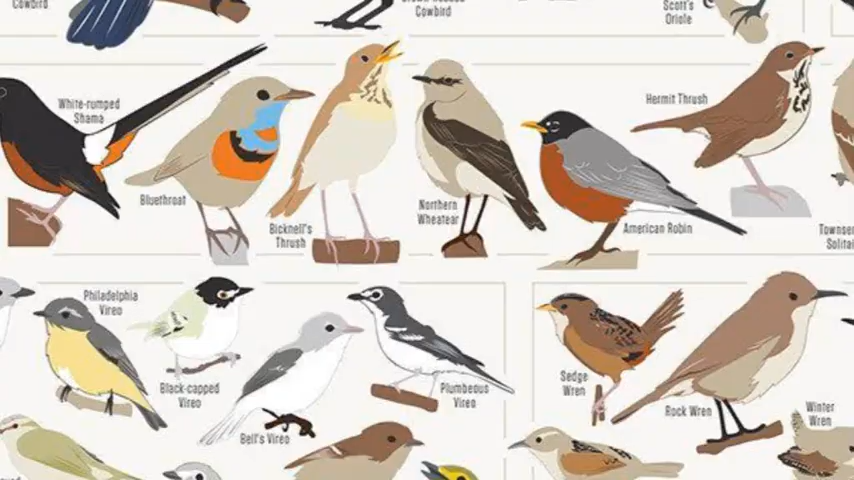 Cowbird
Cowbird
Scott's
Oriole
White-rumped
Shama
Hermit Thrush
Bluethroat
Northern
Wheatear
Bicknell's
Thrush
American Robin
Philadelphia
Vireo
Black-capped
Vireo
Bell's Vireo
Plumbeous
Vireo
Sedge
Wren
Rock Wren
Winter
Wren